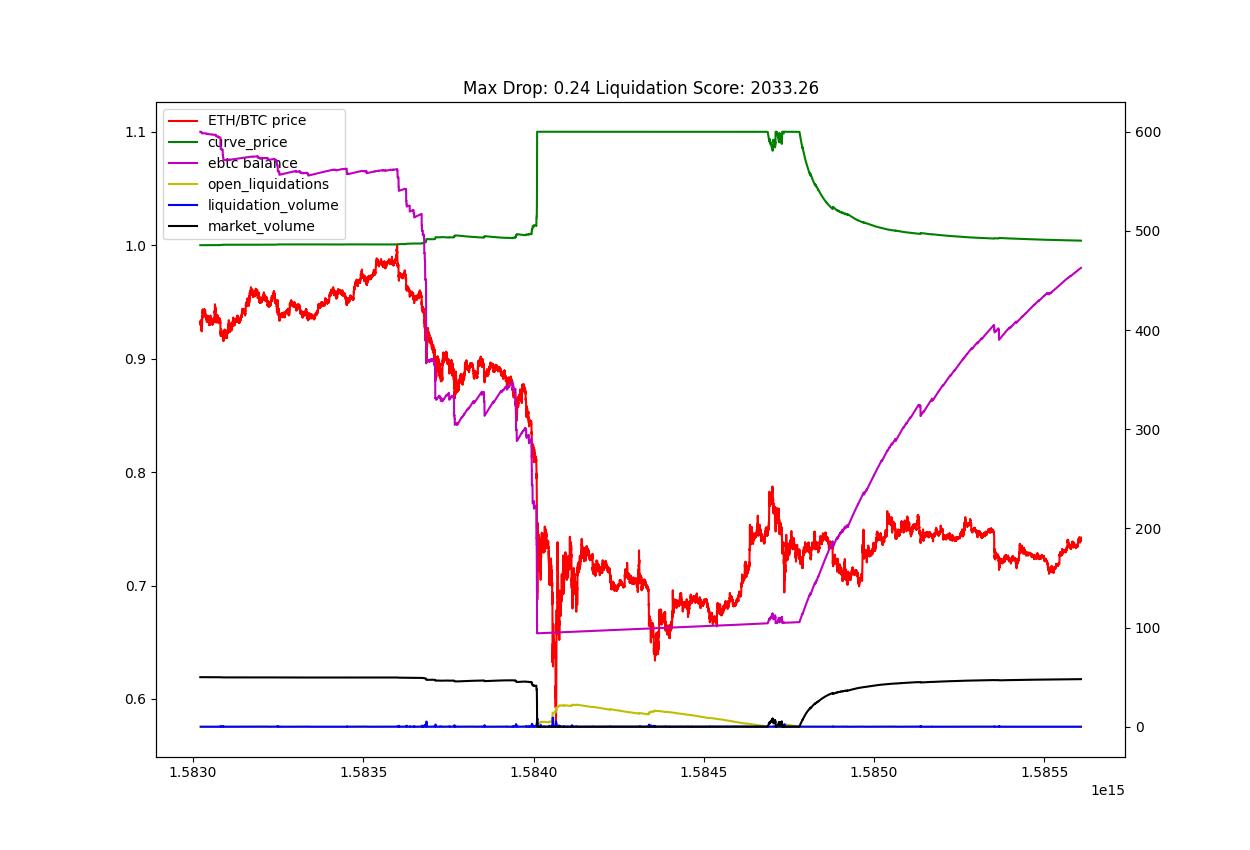 Max Drop: 0.24 Liquidation Score: 2033.26
ETH/BTC price
curve_price
ebtc balance
open_liquidations
liquidation_volume
market_volume
1.1
1.0
0.9
0.8
0.7
0.6
600
500
400
300
200
100
0
1.5830
1.5835
1.5840
1.5845
1.5850
1.5855
1e15